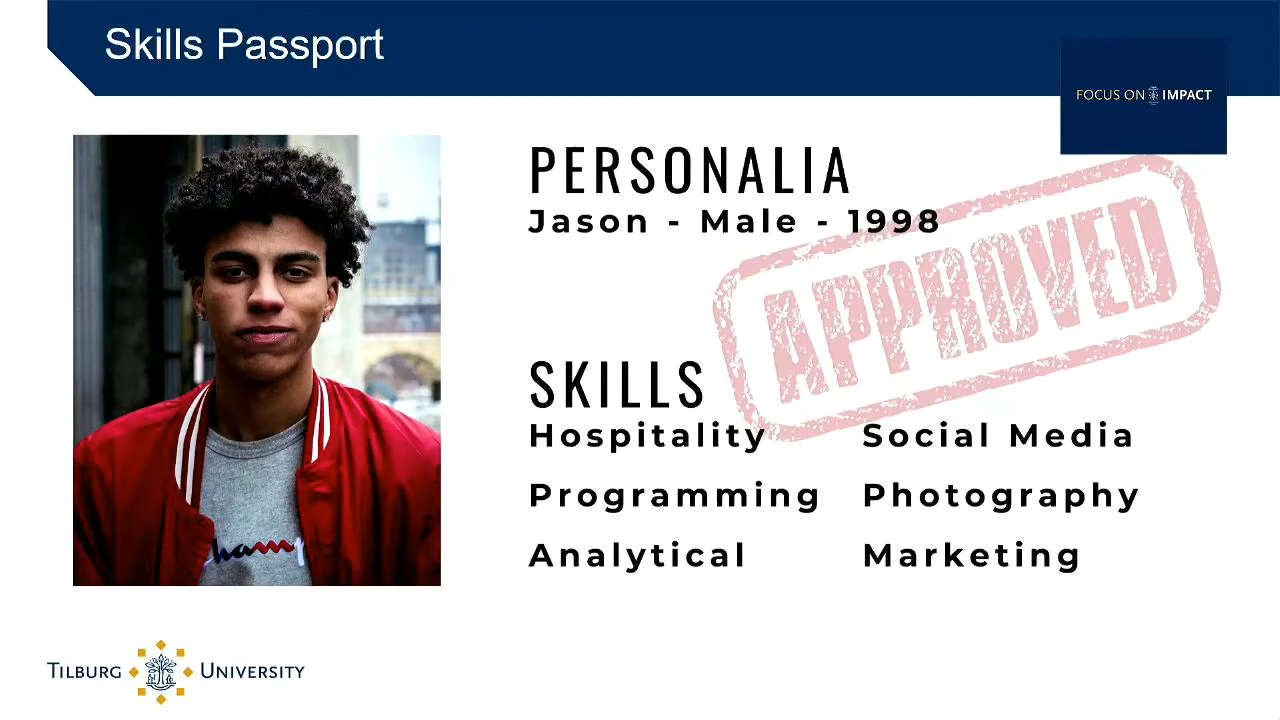 Skills Passport
FOCUS ON IMPACT
PERSONALIA
Jason - Male - 1998
APPROVED
SKILLS
Hospitality Social Media
Programming Photography
Analytical Marketing
Champ
TILBURG UNIVERSITY